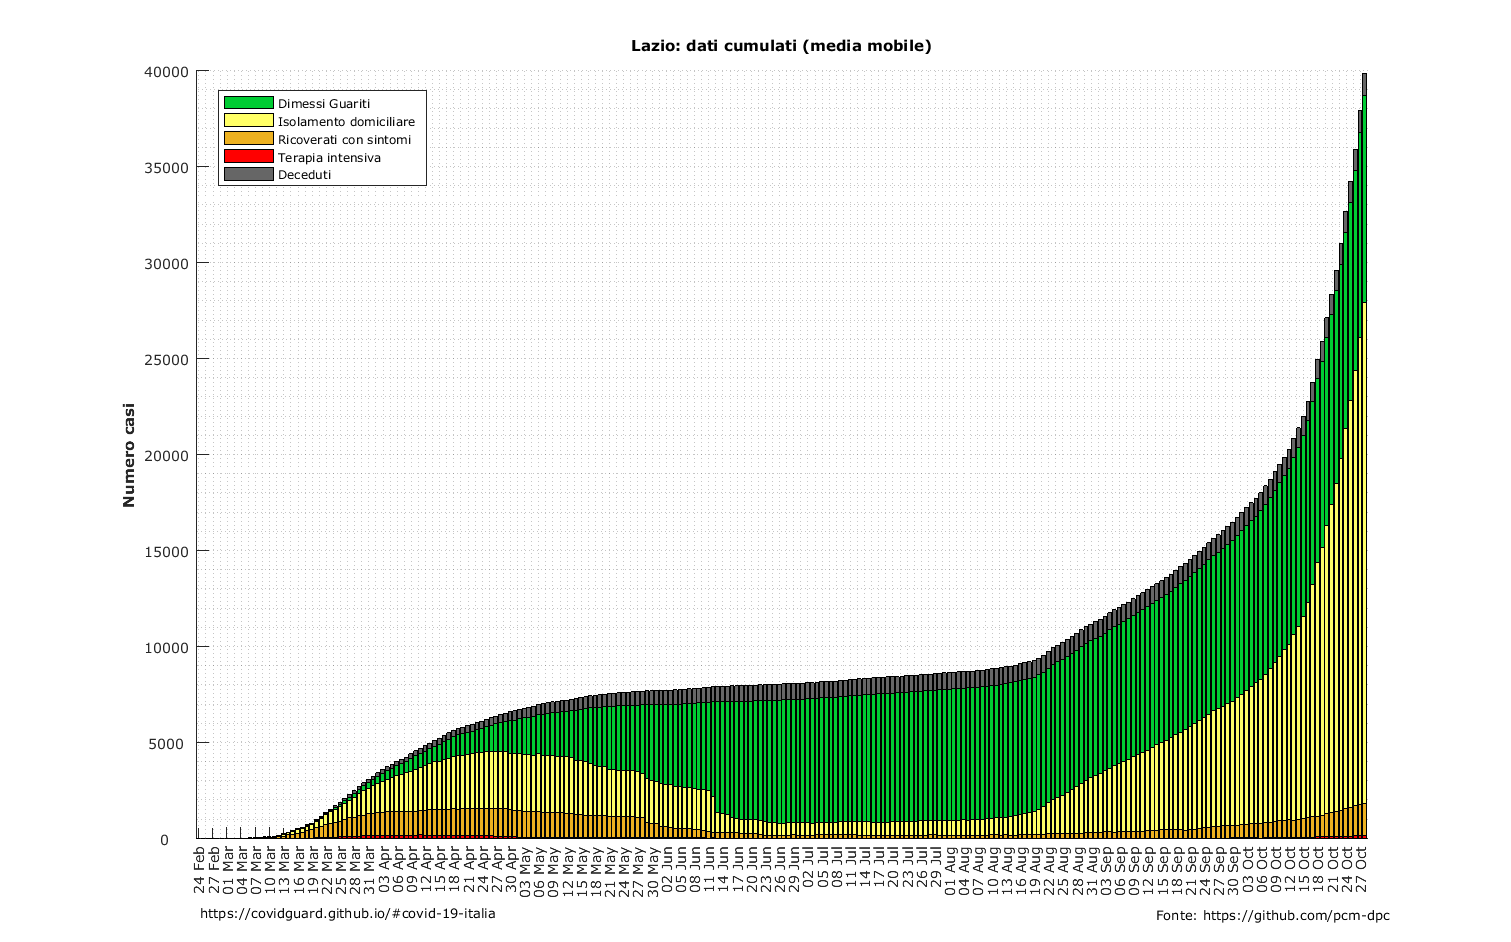 Lazio: dati cumulati (media mobile)
40000
35000
30000
25000
20000
15000
10000
5000
0
Numero casi
Dimessi Guariti
Isolamento domiciliare
Ricoverati con sintomi
Terapia intensiva
Deceduti
24 Feb
27 Feb
01 Mar
04 Mar
07 Mar
10 Mar
13 Mar
16 Mar
19 Mar
22 Mar
25 Mar
28 Mar
31 Mar
03 Apr
06 Apr
09 Apr
12 Apr
15 Apr
18 Apr
21 Apr
24 Apr
27 Apr
30 Apr
03 May
06 May
09 May
12 May
15 May
18 May
21 May
24 May
27 May
30 May
02 Jun
05 Jun
08 Jun
11 Jun
14 Jun
17 Jun
20 Jun
23 Jun
26 Jun
29 Jun
02 Jul
05 Jul
08 Jul
11 Jul
14 Jul
17 Jul
20 Jul
23 Jul
26 Jul
29 Jul
01 Aug
04 Aug
07 Aug
10 Aug
13 Aug
16 Aug
19 Aug
22 Aug
25 Aug
28 Aug
31 Aug
03 Sep
06 Sep
09 Sep
12 Sep
15 Sep
18 Sep
21 Sep
24 Sep
27 Sep
30 Sep
03 Oct
06 Oct
09 Oct
12 Oct
15 Oct
18 Oct
21 Oct
24 Oct
27 Oct
https://covidguard.github.io/#covid-19-italia
Fonte: https://github.com/pcm-dpc